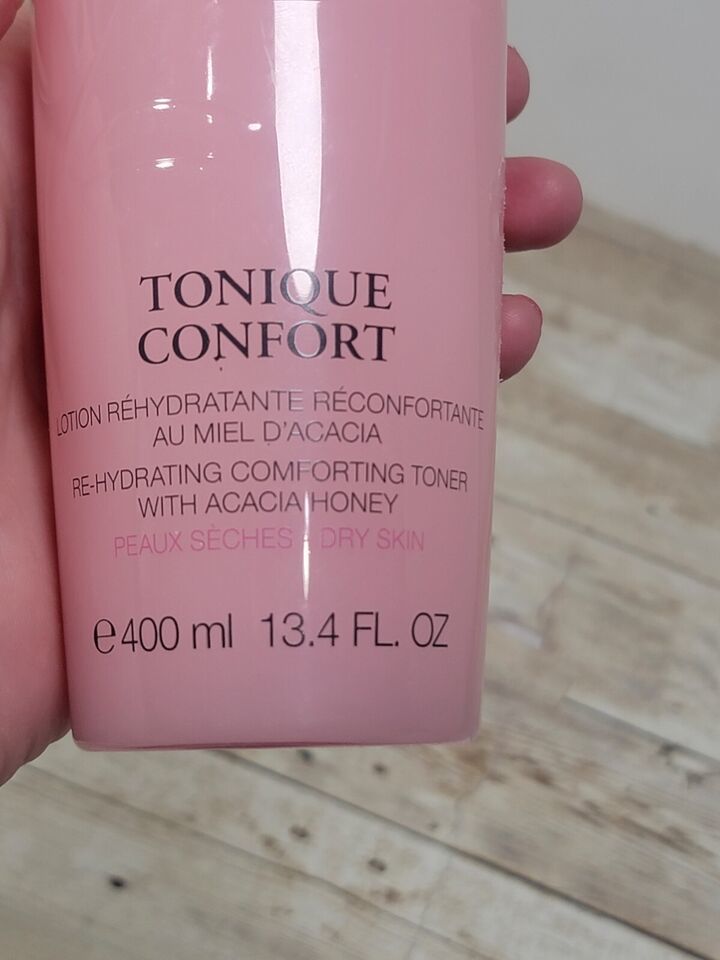 TONIQUE
CONFORT
LOTION RÉHYDRATANTE RÉCONFORTANTE
AU MIEL D'ACACIA
RE-HYDRATING COMFORTING TONER
WITH ACACIA HONEY
PEAUX SÈCHES - DRY SKIN
℮400 ml 13.4 FL. OZ